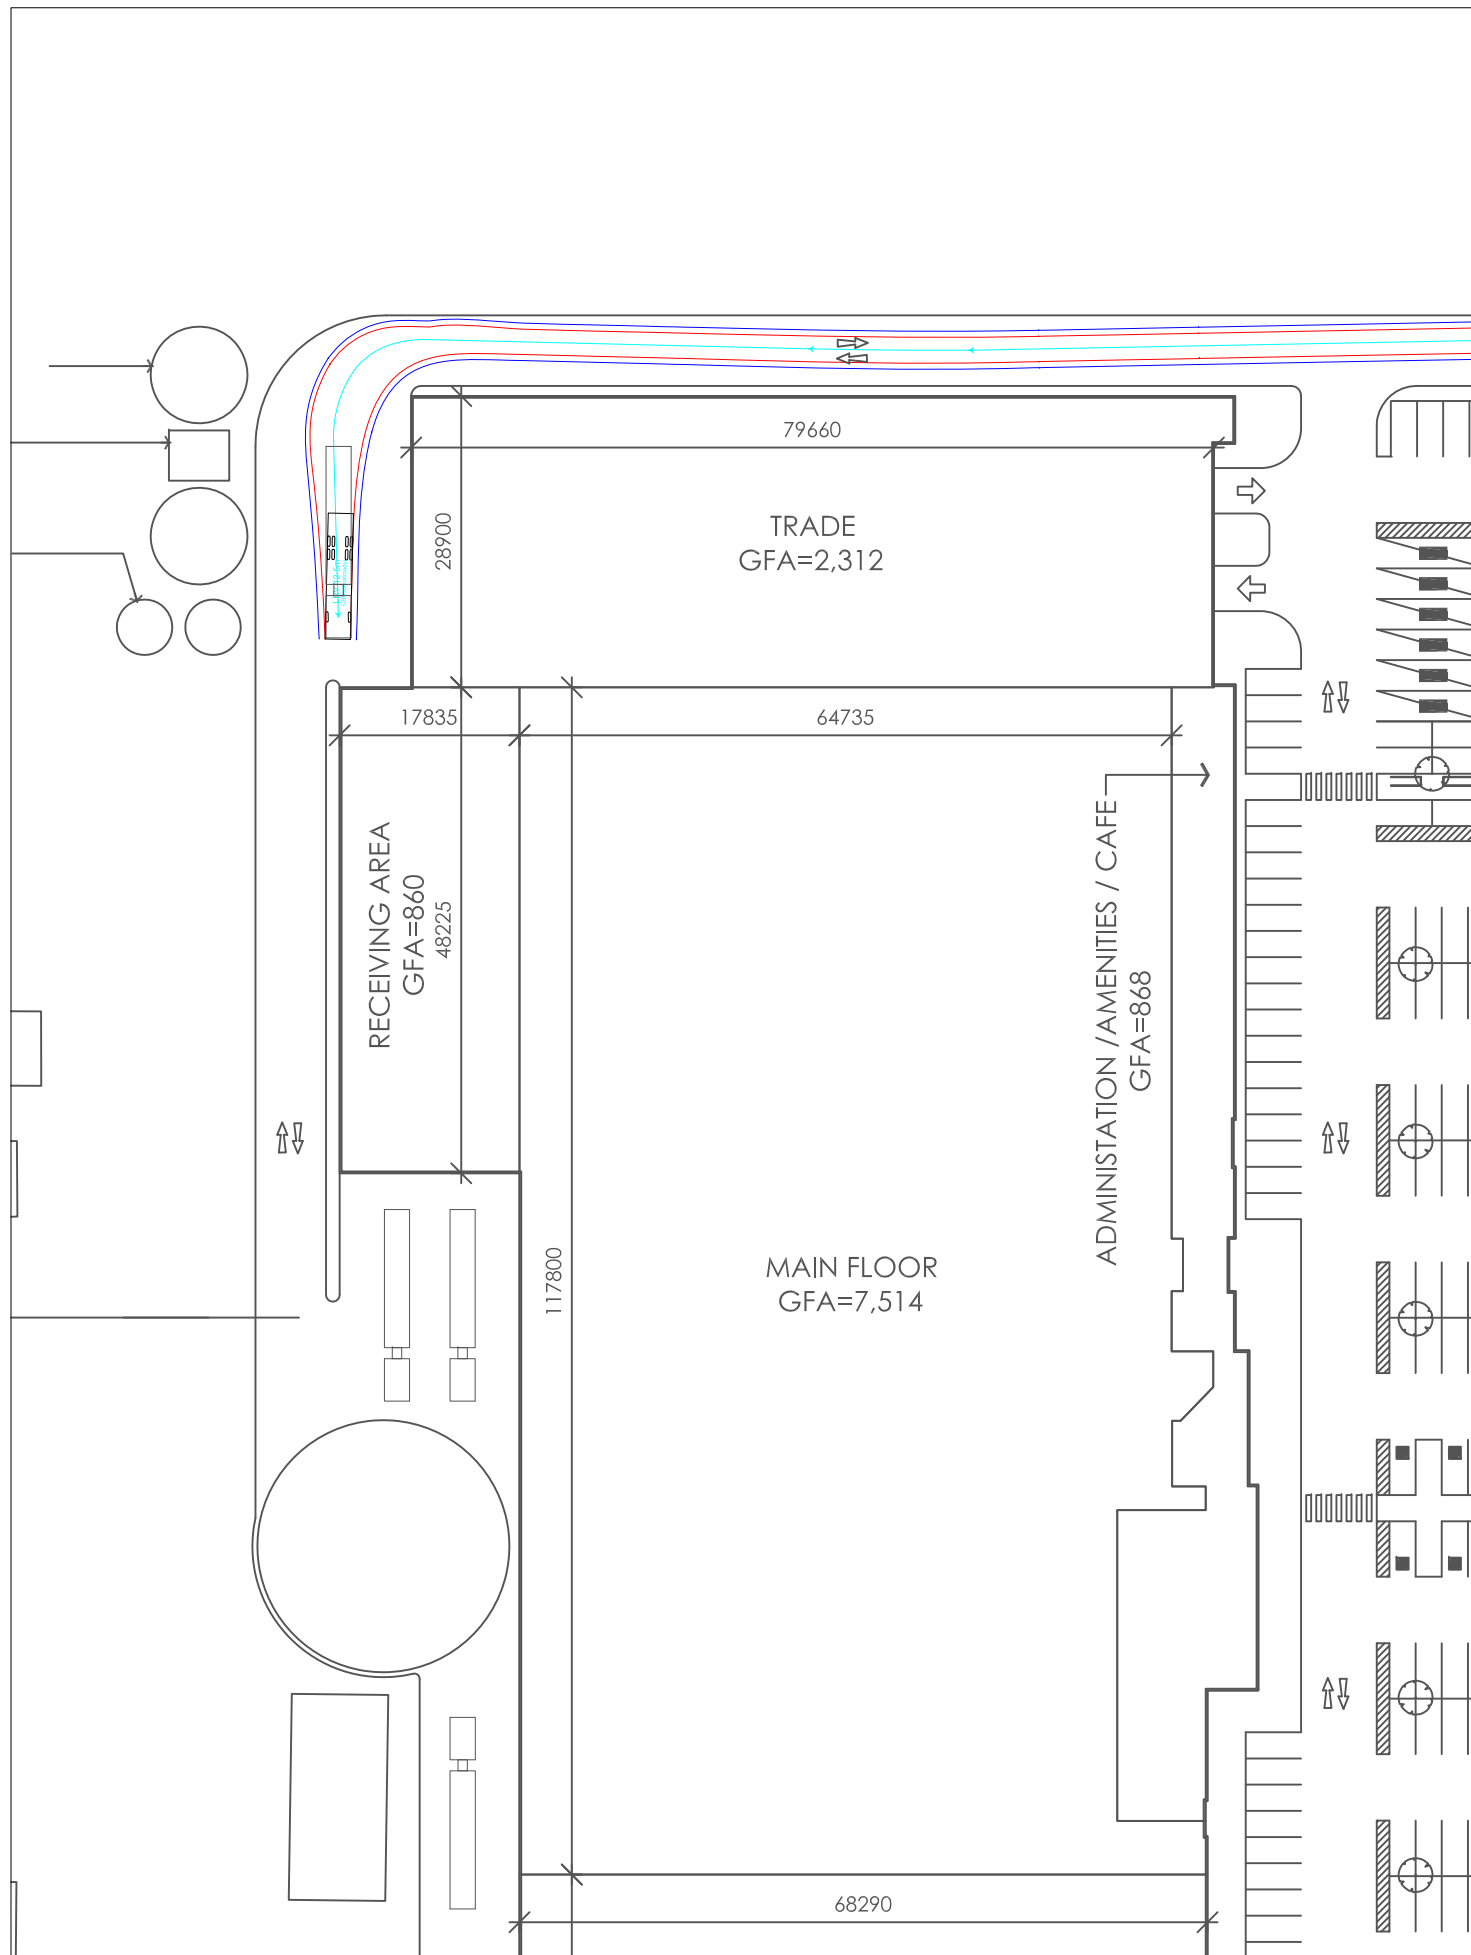 79660
28900
TRADE
GFA=2,312
17835
64735
RECEIVING AREA
GFA=860
48225
ADMINISTATION / AMENITIES / CAFE
GFA=868
117800
MAIN FLOOR
GFA=7,514
68290